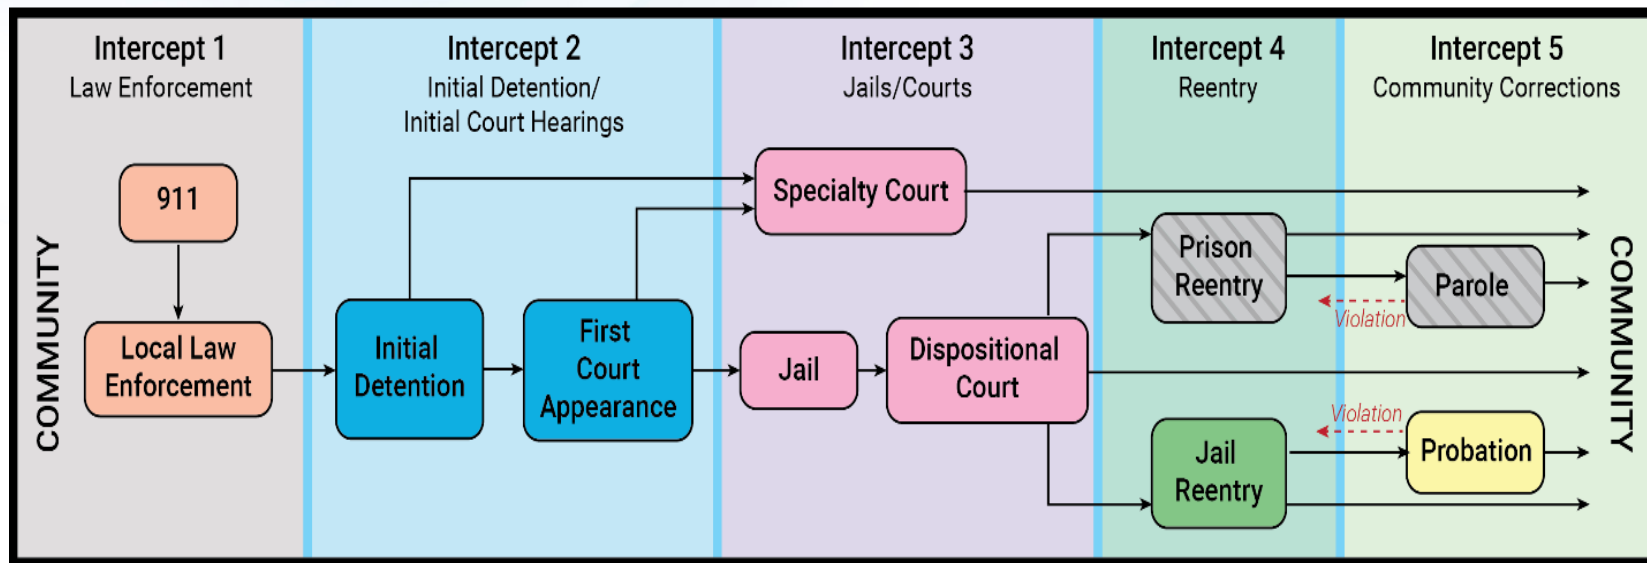 Intercept 1
Law Enforcement
Intercept 2
Initial Detention/
Initial Court Hearings
Intercept 3
Jails/Courts
Intercept 4
Reentry
Intercept 5
Community Corrections
COMMUNITY
911
Local Law
Enforcement
Initial
Detention
First
Court
Appearance
Specialty Court
Jail
Dispositional
Court
Prison
Reentry
Parole
Violation
Jail
Reentry
Violation
Probation
COMMUNITY